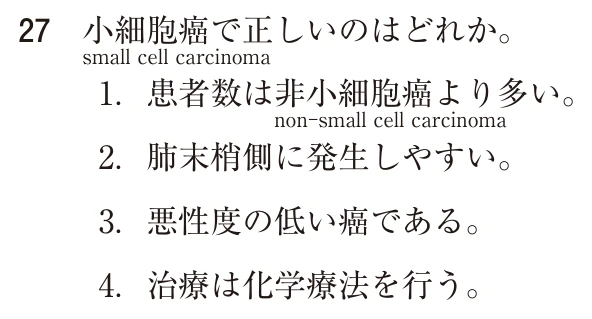 27 小細胞癌で正しいのはどれか。
small cell carcinoma
1. 患者数は非小細胞癌より多い。
non-small cell carcinoma
2. 肺末梢側に発生しやすい。
3. 悪性度の低い癌である。
4. 治療は化学療法を行う。